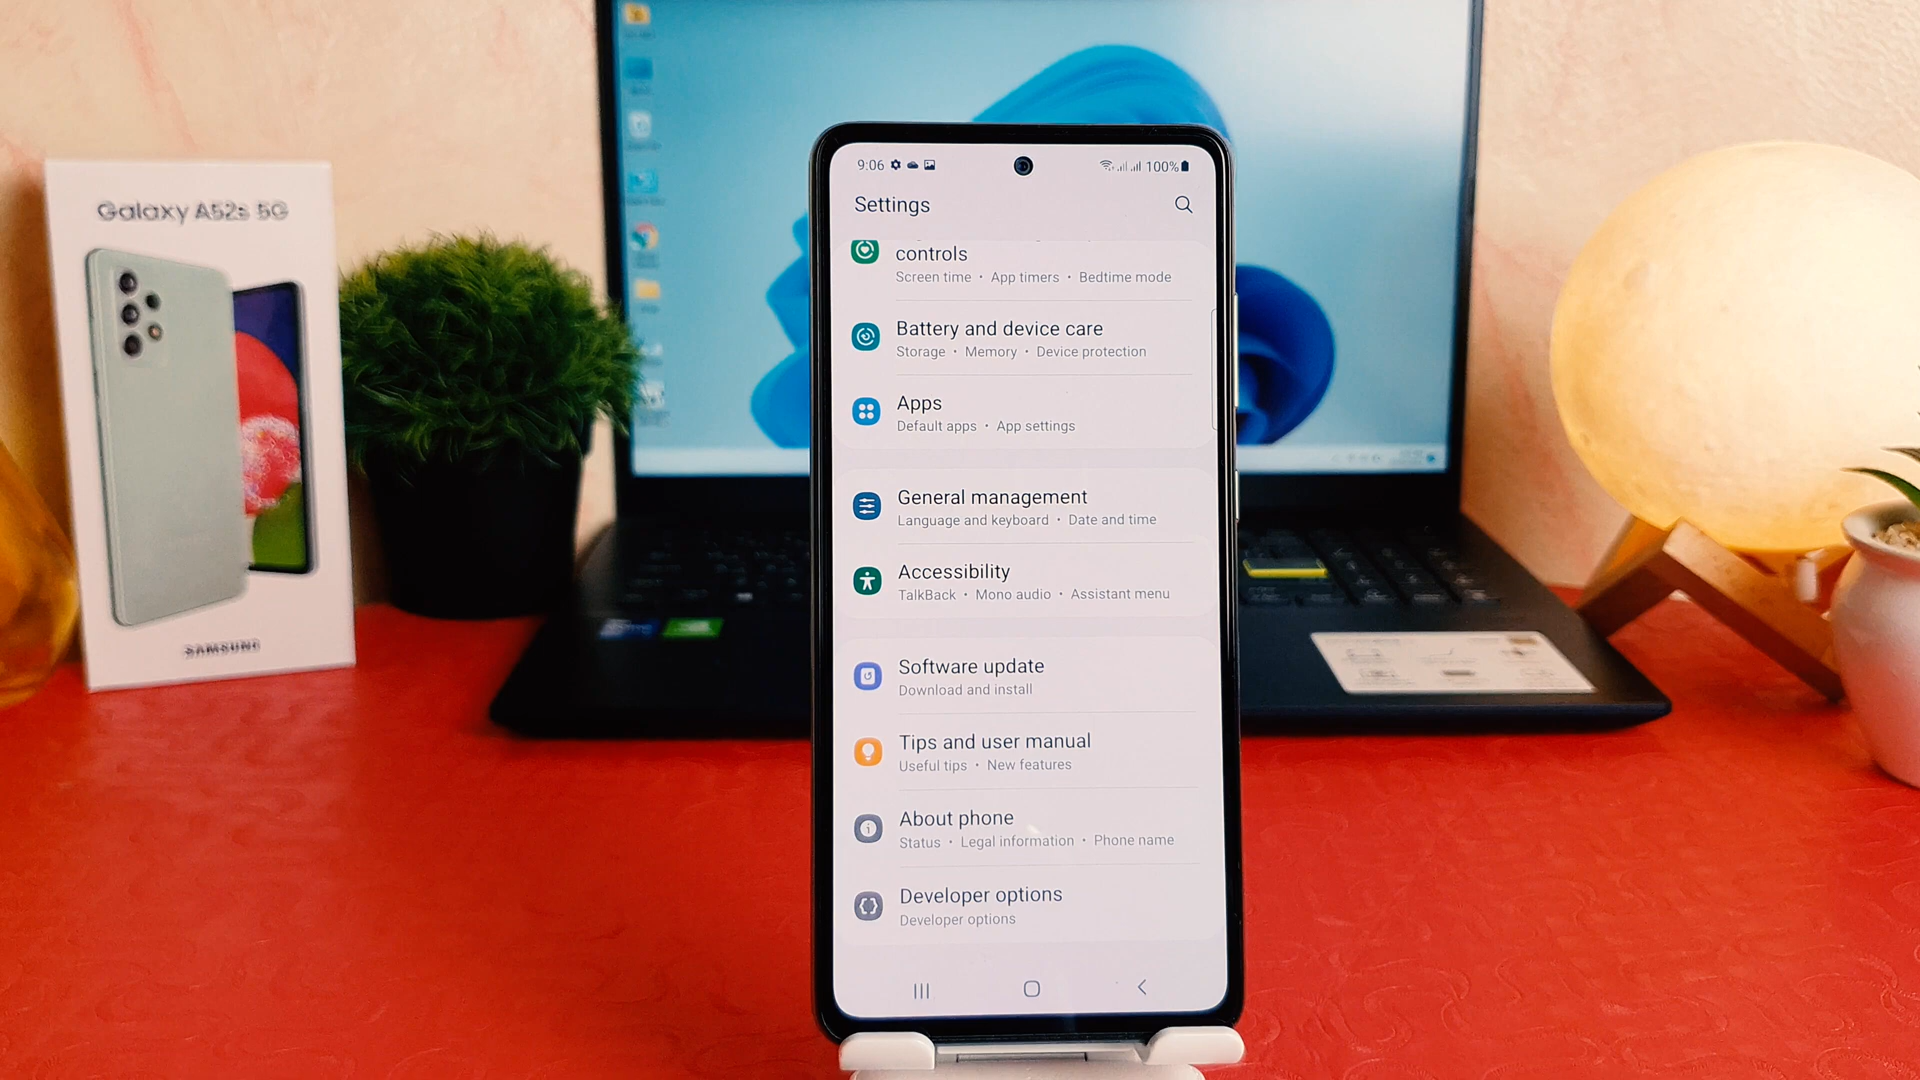 Galaxy A52s 5G
SAMSUNG
9:06
100%
Settings
controls
Screen time • App timers • Bedtime mode
Battery and device care
Storage • Memory • Device protection
Apps
Default apps • App settings
General management
Language and keyboard • Date and time
Accessibility
TalkBack • Mono audio • Assistant menu
Software update
Download and install
Tips and user manual
Useful tips • New features
About phone
Status • Legal information • Phone name
Developer options
Developer options